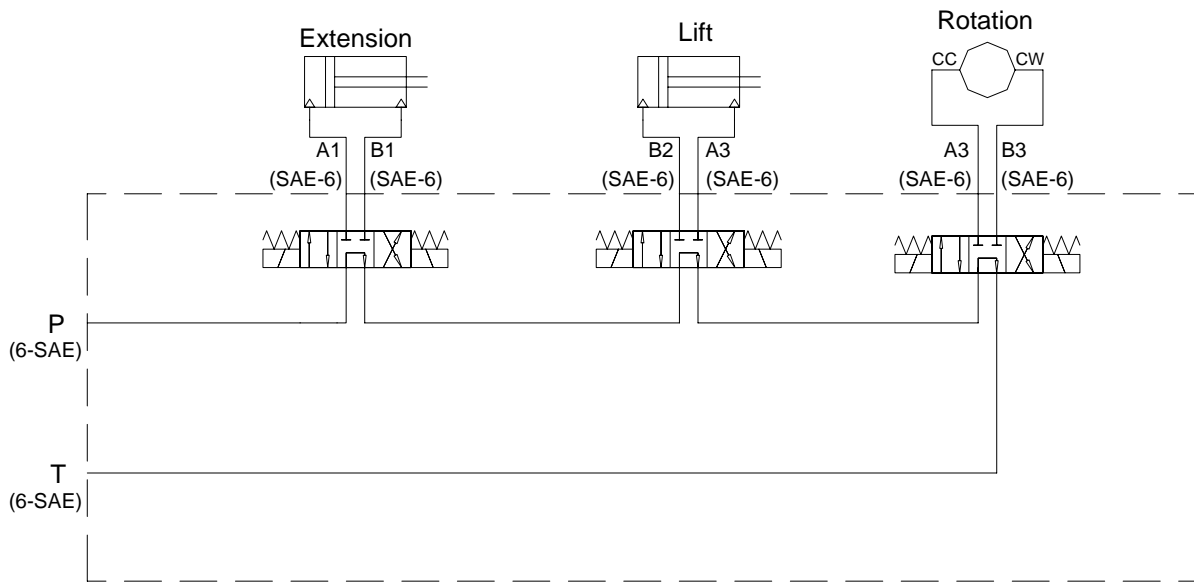 Extension
Lift
Rotation
CC CW
A1 B1
(SAE-6) (SAE-6)
B2 A3
(SAE-6) (SAE-6)
A3 B3
(SAE-6) (SAE-6)
P
(6-SAE)
T
(6-SAE)